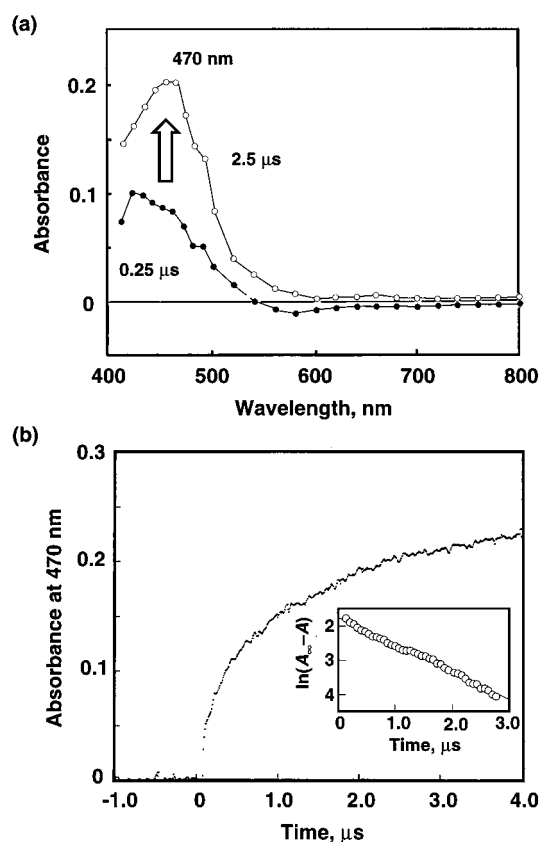 (a)
470 nm
2.5 μs
0.25 μs
0.2
0.1
0
Absorbance
400 500 600 700 800
Wavelength, nm
(b)
0.3
0.2
0.1
0
Absorbance at 470 nm
ln(A∞–A)
2
3
4
0 1.0 2.0 3.0
Time, μs
-1.0 0 1.0 2.0 3.0 4.0
Time, μs